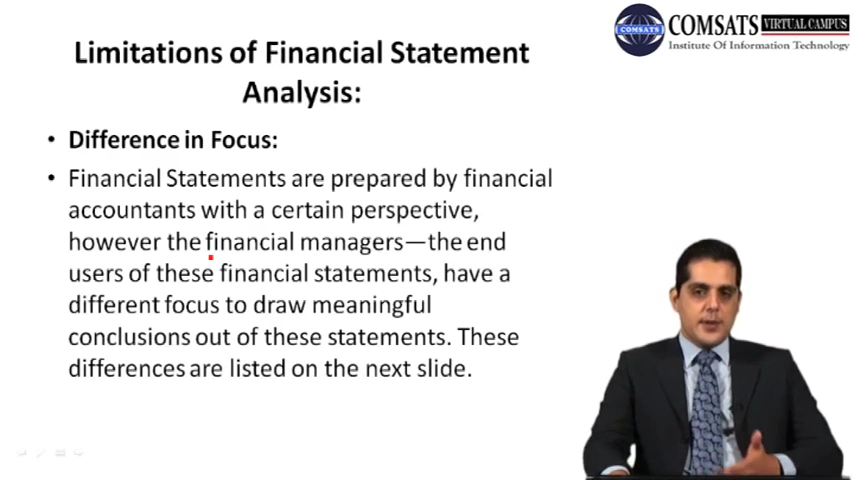 Limitations of Financial Statement
Analysis:
COMSATS
COMSATS VIRTUAL CAMPUS
Institute Of Information Technology
• Difference in Focus:
• Financial Statements are prepared by financial
accountants with a certain perspective,
however the financial managers—the end
users of these financial statements, have a
different focus to draw meaningful
conclusions out of these statements. These
differences are listed on the next slide.